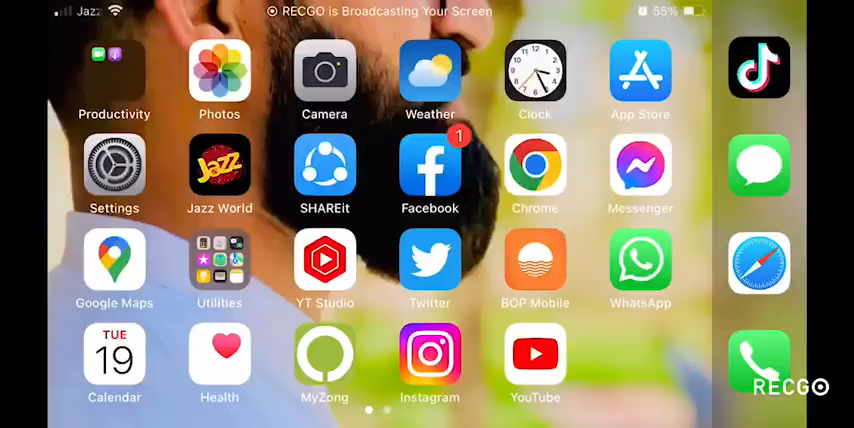 Jazz
RECGO is Broadcasting Your Screen
55%
Productivity
Photos
Camera
Weather
Clock
App Store
1
Settings
Jazz World
SHAREit
Facebook
Chrome
Messenger
Google Maps
Utilities
YT Studio
Twitter
BOP Mobile
WhatsApp
TUE
19
Calendar
Health
MyZong
Instagram
YouTube
RECGO